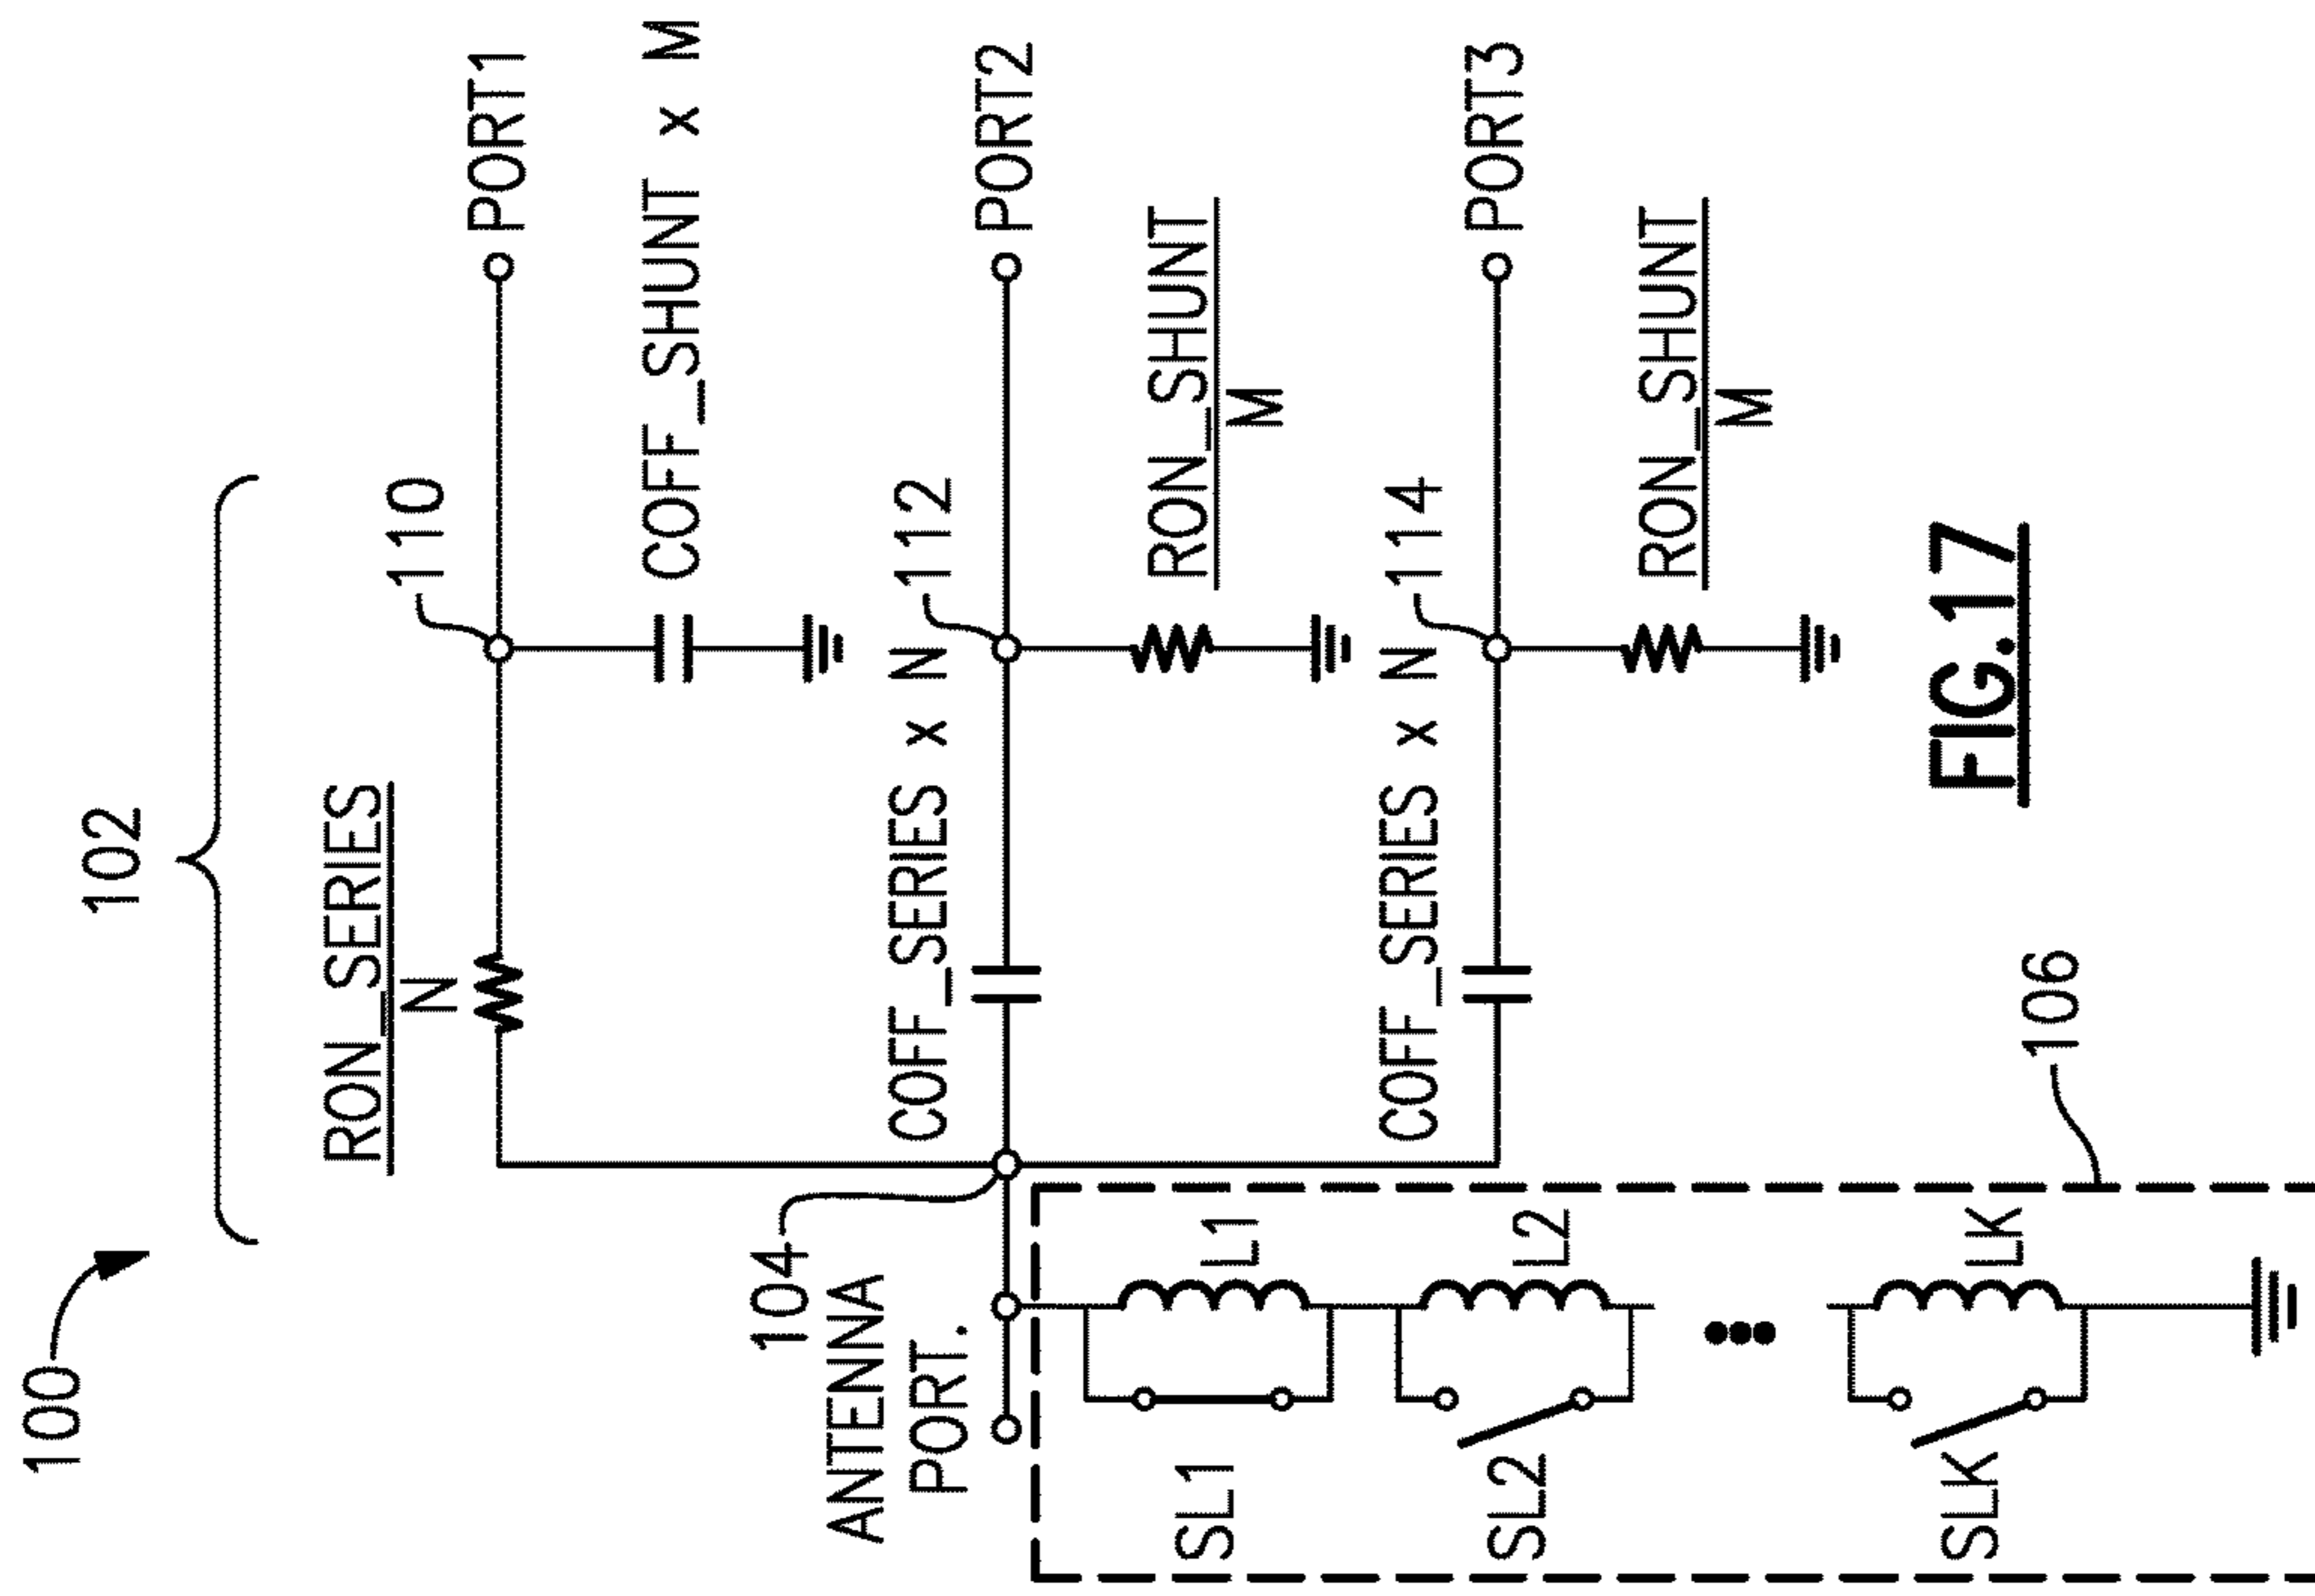 100
102
RON_SERIES
N
110
PORT1
COFF_SHUNT x M
104
ANTENNA
PORT.
COFF_SERIES x N
112
PORT2
RON_SHUNT
M
COFF_SERIES x N
114
PORT3
RON_SHUNT
M
SL1
L1
SL2
L2
SLK
LK
106
FIG.17